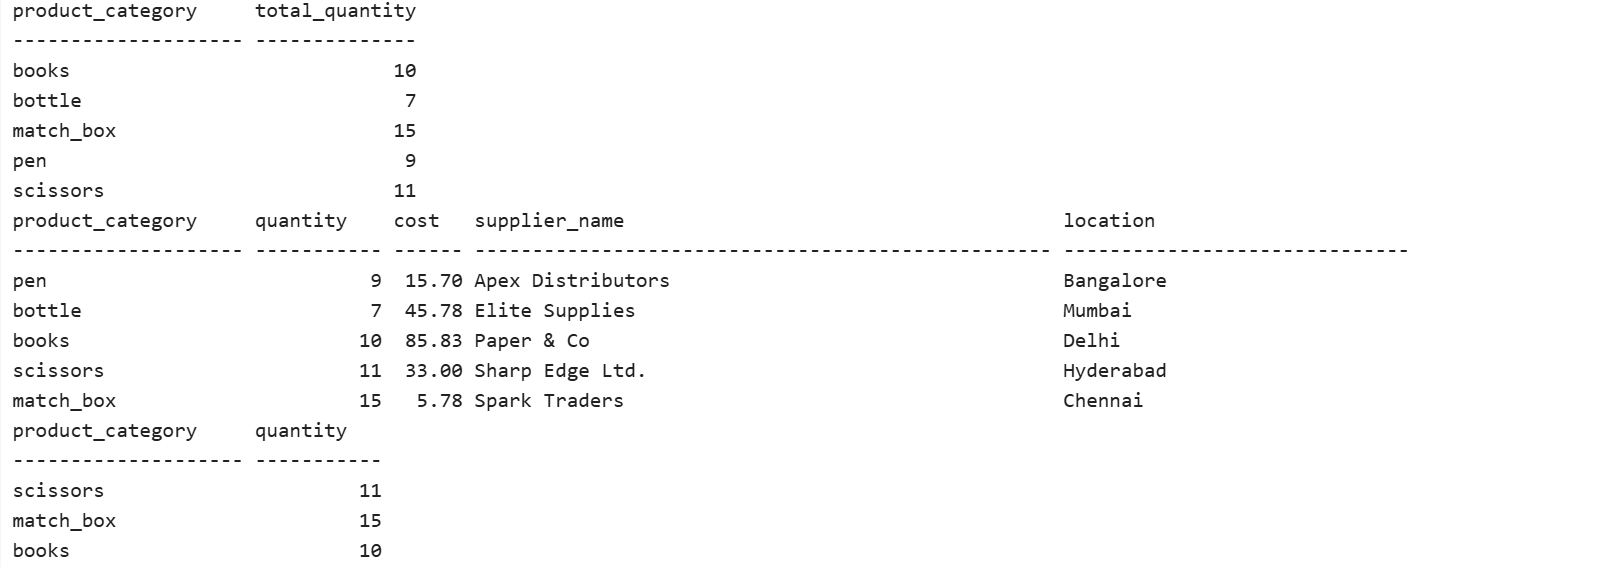 product_category     total_quantity
-------------------- --------------
books                            10
bottle                            7
match_box                        15
pen                               9
scissors                         11
product_category     quantity    cost   supplier_name                                      location
-------------------- ----------- ------ -------------------------------------------------- ------------------------------
pen                            9  15.70 Apex Distributors                                  Bangalore
bottle                         7  45.78 Elite Supplies                                     Mumbai
books                         10  85.83 Paper & Co                                         Delhi
scissors                      11  33.00 Sharp Edge Ltd.                                    Hyderabad
match_box                     15   5.78 Spark Traders                                      Chennai
product_category     quantity
-------------------- -----------
scissors                      11
match_box                     15
books                         10